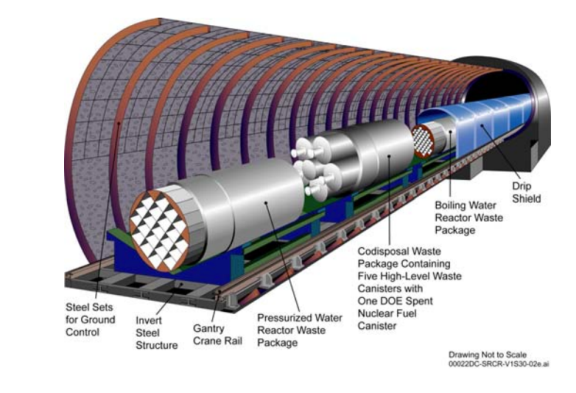 Drip
Shield
Boiling Water
Reactor Waste
Package
Codisposal Waste
Package Containing
Five High-Level Waste
Canisters with
One DOE Spent
Nuclear Fuel
Canister
Steel Sets
for Ground
Control
Invert
Steel
Structure
Gantry
Crane Rail
Pressurized Water
Reactor Waste
Package
Drawing Not to Scale
00022DC-SRCR-V1S30-02e.ai